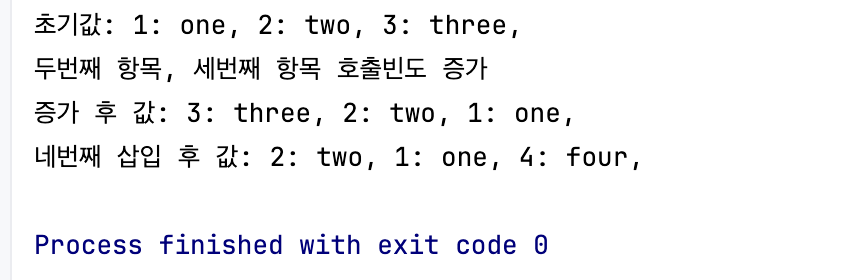 초기값: 1: one, 2: two, 3: three,
두번째 항목, 세번째 항목 호출빈도 증가
증가 후 값: 3: three, 2: two, 1: one,
네번째 삽입 후 값: 2: two, 1: one, 4: four,
Process finished with exit code 0